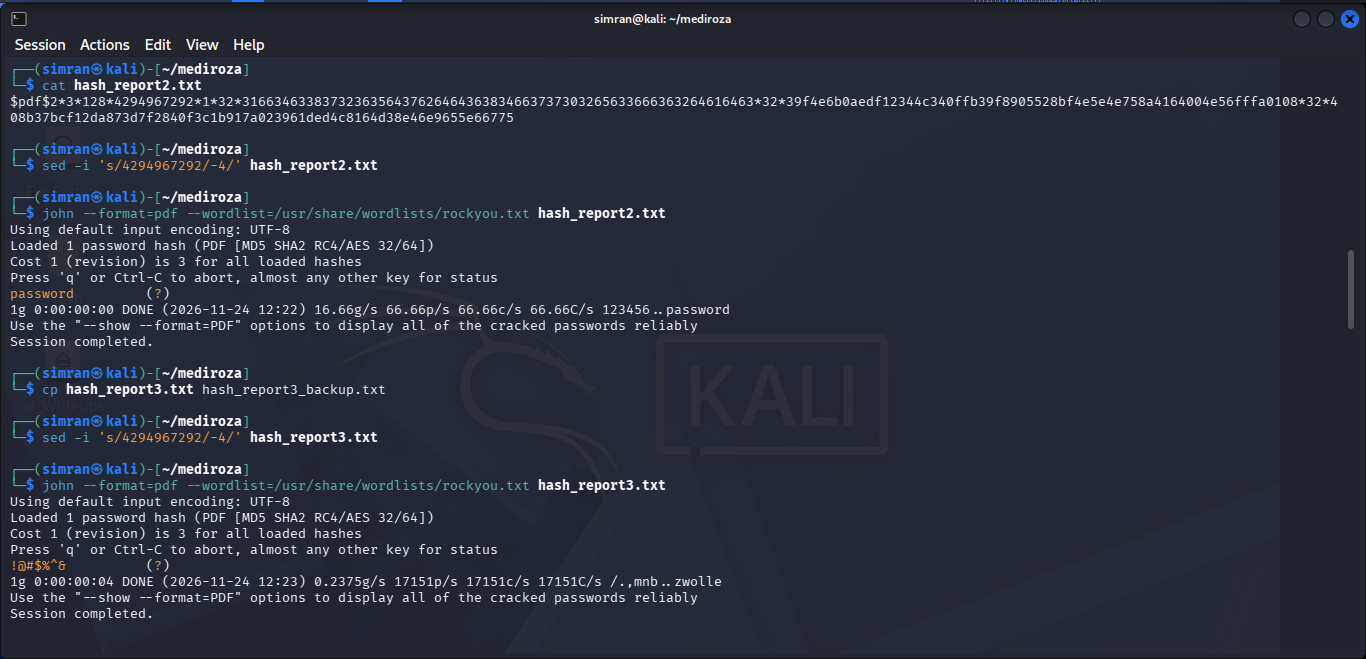 simran@kali: ~/mediroza
Session Actions Edit View Help
┌──(simran㉿kali)-[~/mediroza]
└─$ cat hash_report2.txt
$pdf$2*3*128*4294967292*1*32*3166346338373236356437626464363834663737303265633666363264616463*32*39f4e6b0aedf12344c340ffb39f8905528bf4e5e4e758a4164004e56fffa0108*32*4
08b37bcf12da873d7f2840f3c1b917a023961ded4c8164d38e46e9655e66775
┌──(simran㉿kali)-[~/mediroza]
└─$ sed -i 's/4294967292/-4/' hash_report2.txt
┌──(simran㉿kali)-[~/mediroza]
└─$ john --format=pdf --wordlist=/usr/share/wordlists/rockyou.txt hash_report2.txt
Using default input encoding: UTF-8
Loaded 1 password hash (PDF [MD5 SHA2 RC4/AES 32/64])
Cost 1 (revision) is 3 for all loaded hashes
Press 'q' or Ctrl-C to abort, almost any other key for status
password (?)
1g 0:00:00:00 DONE (2026-11-24 12:22) 16.66g/s 66.66p/s 66.66c/s 66.66C/s 123456..password
Use the "--show --format=PDF" options to display all of the cracked passwords reliably
Session completed.
┌──(simran㉿kali)-[~/mediroza]
└─$ cp hash_report3.txt hash_report3_backup.txt
┌──(simran㉿kali)-[~/mediroza]
└─$ sed -i 's/4294967292/-4/' hash_report3.txt
┌──(simran㉿kali)-[~/mediroza]
└─$ john --format=pdf --wordlist=/usr/share/wordlists/rockyou.txt hash_report3.txt
Using default input encoding: UTF-8
Loaded 1 password hash (PDF [MD5 SHA2 RC4/AES 32/64])
Cost 1 (revision) is 3 for all loaded hashes
Press 'q' or Ctrl-C to abort, almost any other key for status
!@#$%^& (?)
1g 0:00:00:04 DONE (2026-11-24 12:23) 0.2375g/s 17151p/s 17151c/s 17151C/s /.,mnb..zwolle
Use the "--show --format=PDF" options to display all of the cracked passwords reliably
Session completed.
KALI